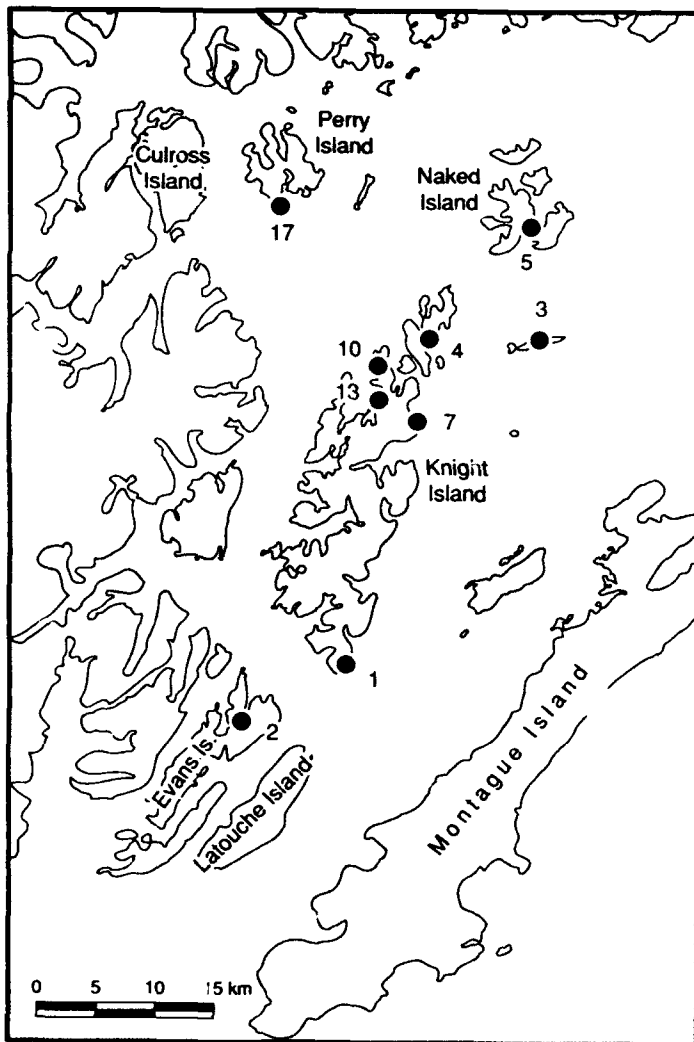 Perry
Island
Culross
Island
Naked
Island
17
5
3
10
4
13
7
Knight
Island
1
2
Evans Is.
Latouche Island
Montague Island
0 5 10 15 km